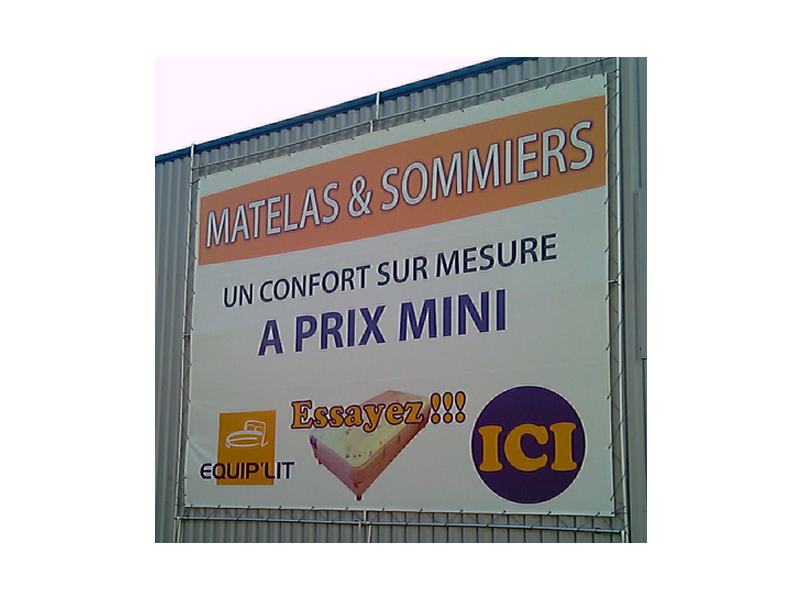 MATELAS & SOMMIERS
UN CONFORT SUR MESURE
A PRIX MINI
Essayez !!!
ICI
EQUIP'LIT